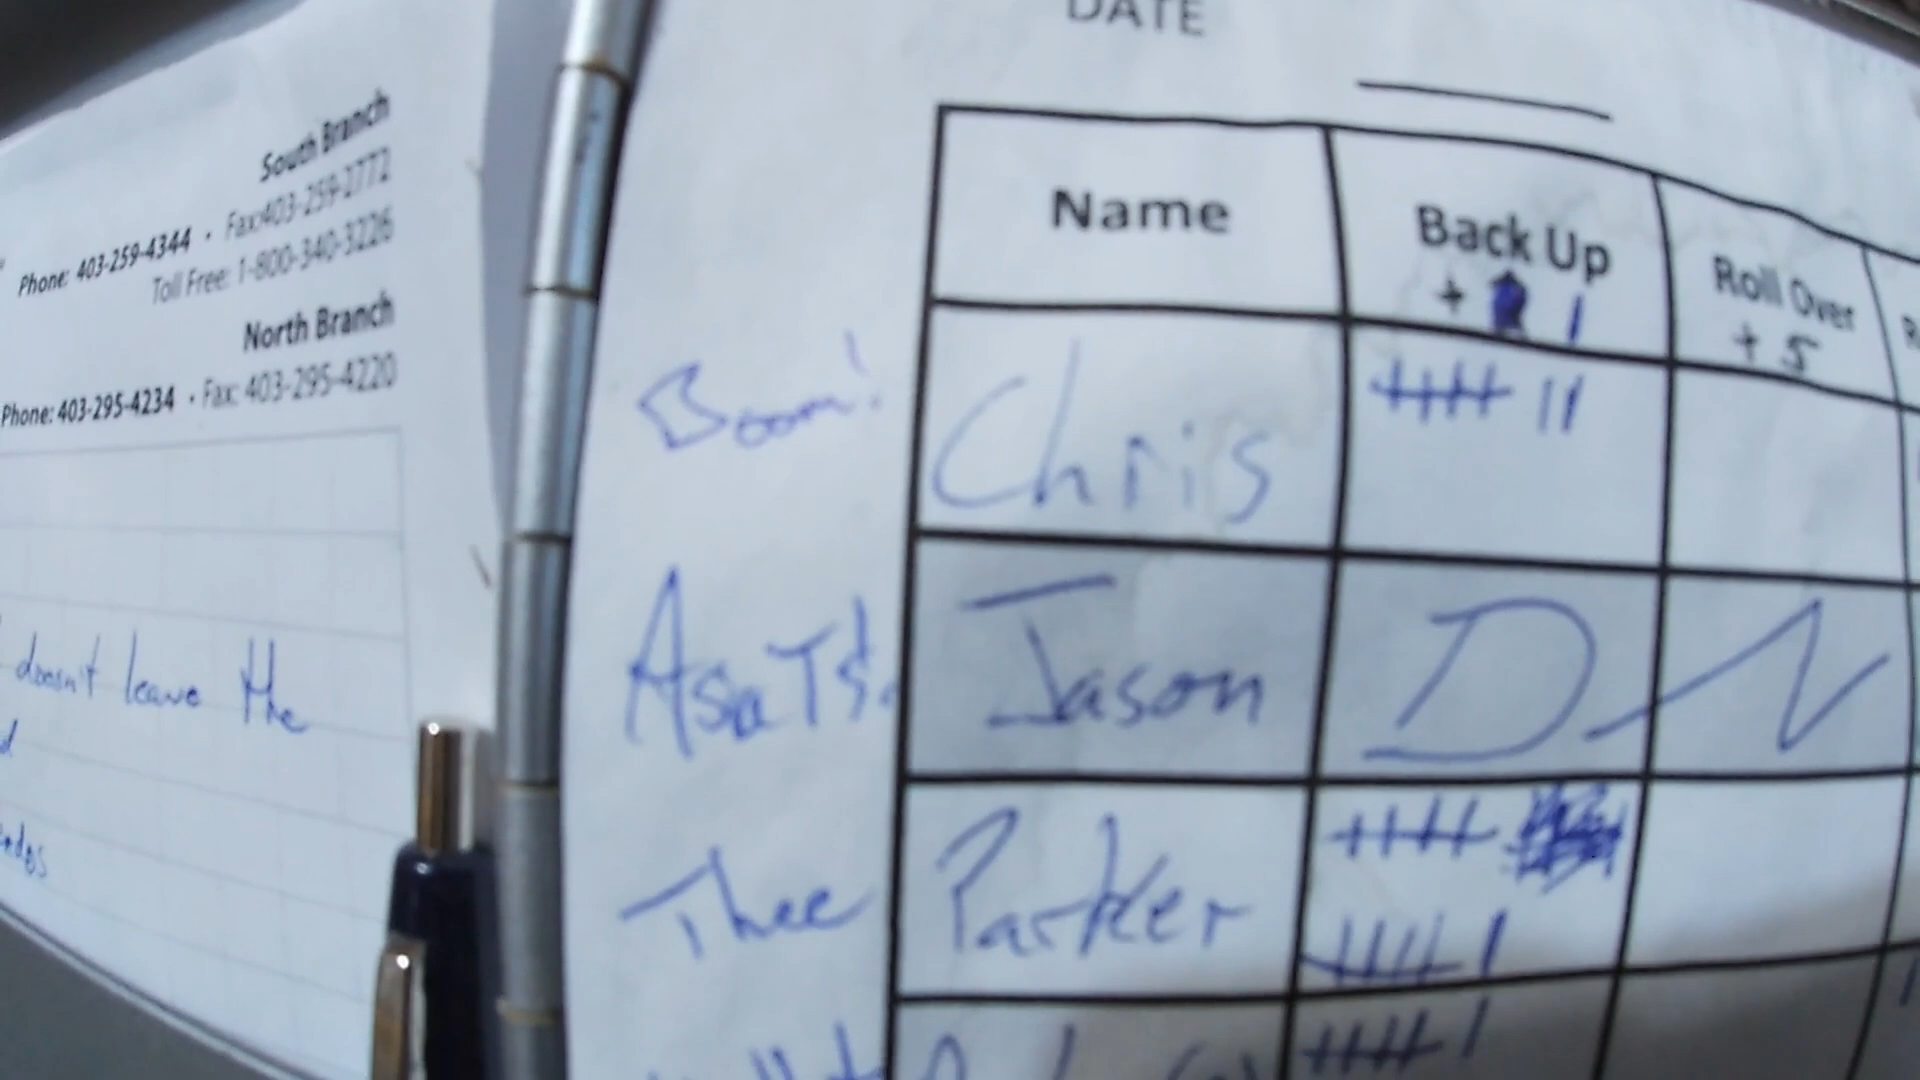 South Branch
Phone: 403-259-4344 • Fax:403-259-2772
Toll Free: 1-800-340-3226
North Branch
Phone: 403-295-4234 • Fax: 403-295-4220
doesn't leave the
DATE
Name
Back Up
+ 1
Roll Over
+ 5
Boom!
Chris
Jason
D N
Thee
Parker